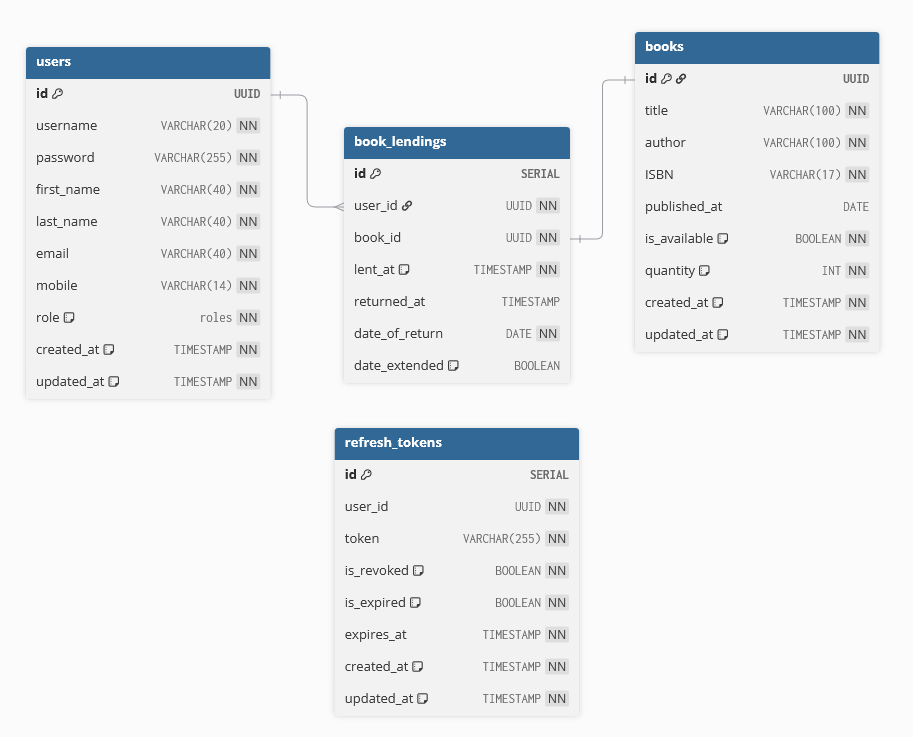 users
id UUID
username VARCHAR(20) NN
password VARCHAR(255) NN
first_name VARCHAR(40) NN
last_name VARCHAR(40) NN
email VARCHAR(40) NN
mobile VARCHAR(14) NN
role roles NN
created_at TIMESTAMP NN
updated_at TIMESTAMP NN
book_lendings
id SERIAL
user_id UUID NN
book_id UUID NN
lent_at TIMESTAMP NN
returned_at TIMESTAMP
date_of_return DATE NN
date_extended BOOLEAN
books
id UUID
title VARCHAR(100) NN
author VARCHAR(100) NN
ISBN VARCHAR(17) NN
published_at DATE
is_available BOOLEAN NN
quantity INT NN
created_at TIMESTAMP NN
updated_at TIMESTAMP NN
refresh_tokens
id SERIAL
user_id UUID NN
token VARCHAR(255) NN
is_revoked BOOLEAN NN
is_expired BOOLEAN NN
expires_at TIMESTAMP NN
created_at TIMESTAMP NN
updated_at TIMESTAMP NN